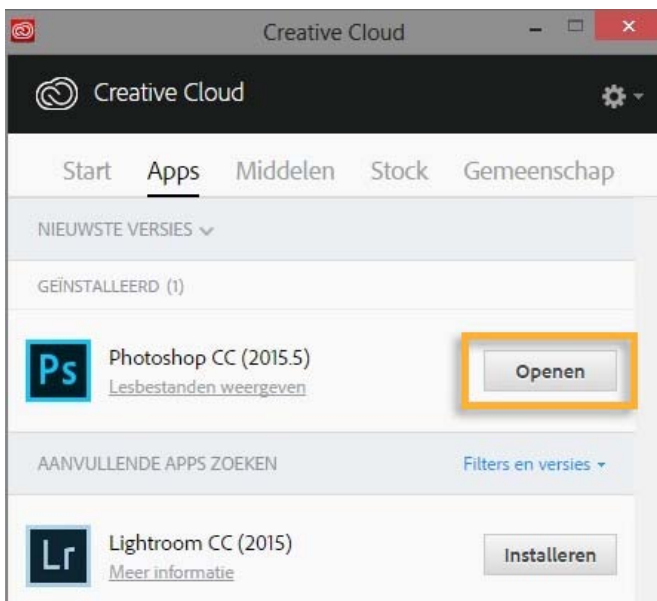 Creative Cloud
Creative Cloud
Start Apps Middelen Stock Gemeenschap
NIEUWSTE VERSIES
GEÏNSTALLEERD (1)
Ps Photoshop CC (2015.5) Openen
Lesbestanden weergeven
AANVULLENDE APPS ZOEKEN Filters en versies
Lr Lightroom CC (2015) Installeren
Meer informatie